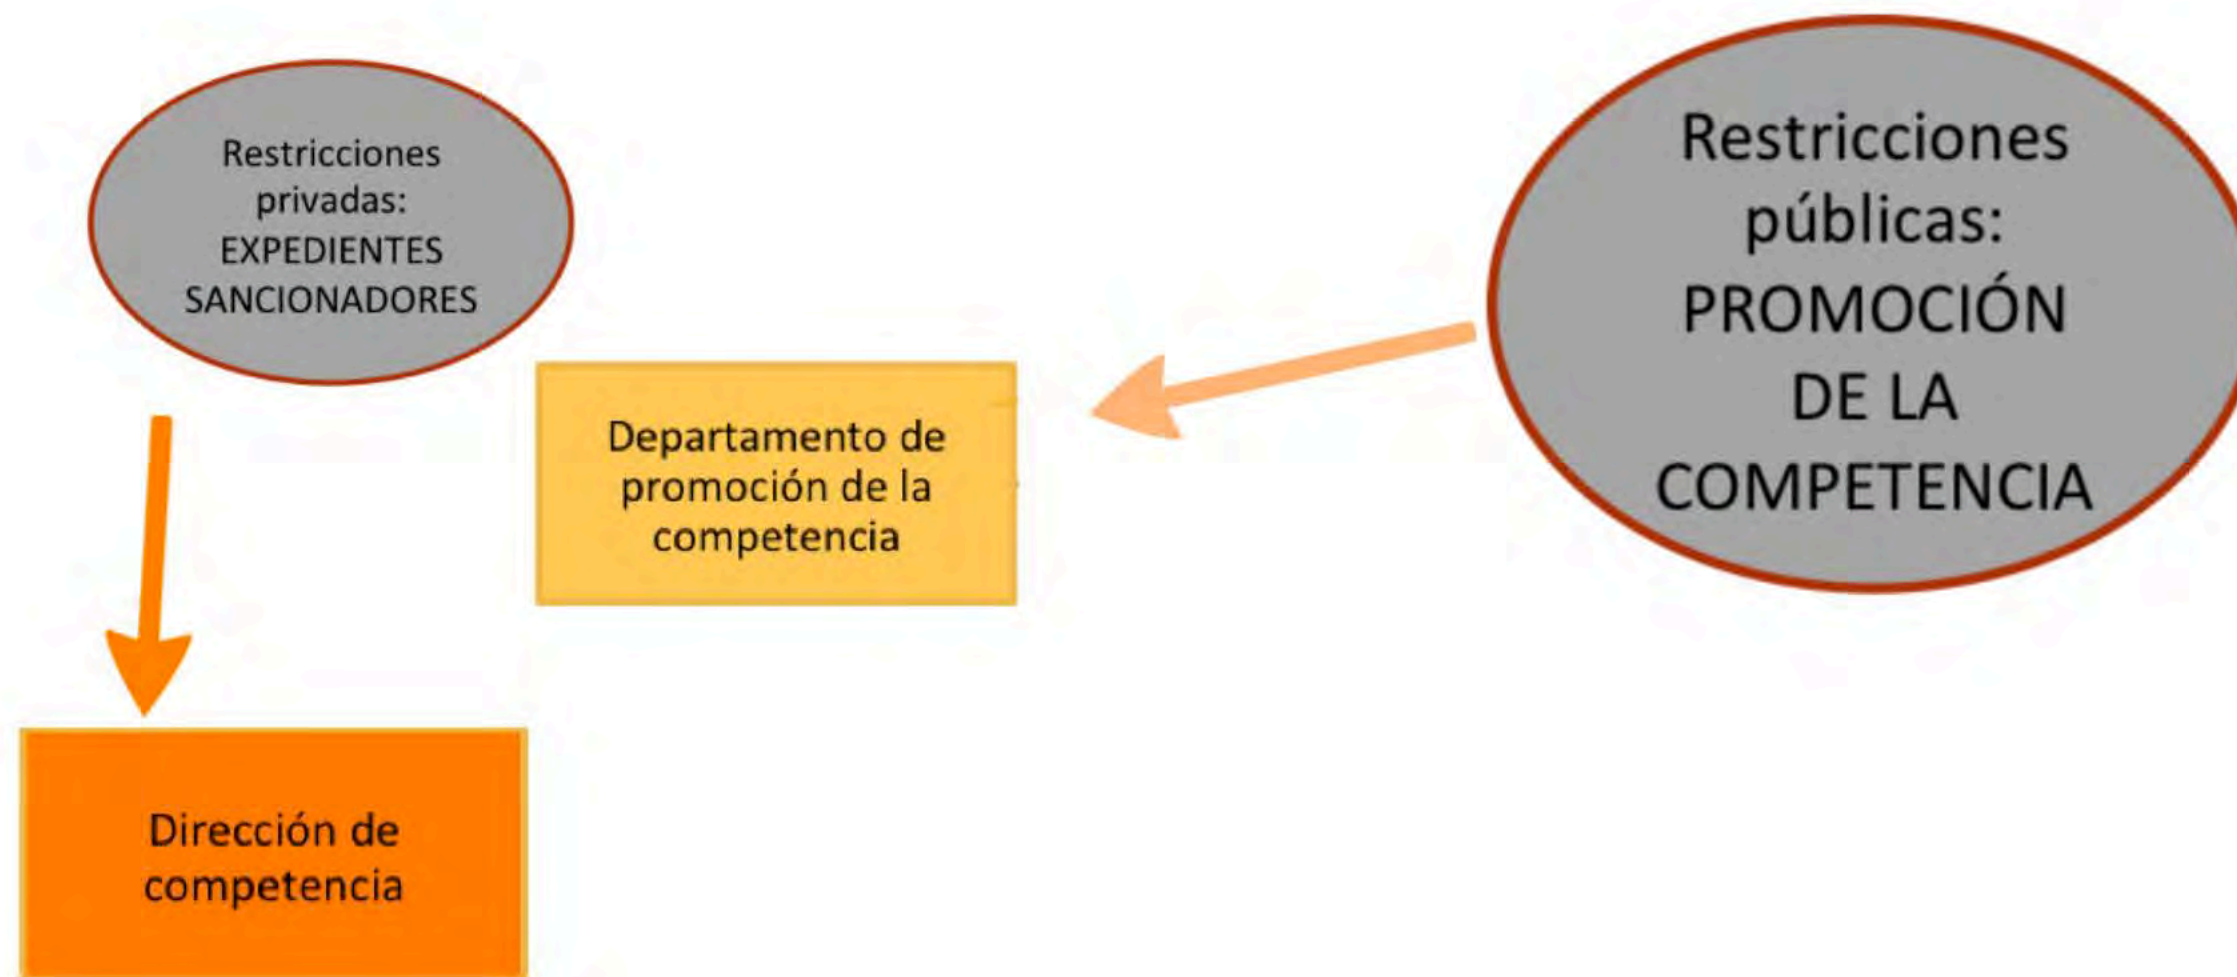 Restricciones
privadas:
EXPEDIENTES
SANCIONADORES
Restricciones
públicas:
PROMOCIÓN
DE LA
COMPETENCIA
Departamento de
promoción de la
competencia
Dirección de
competencia